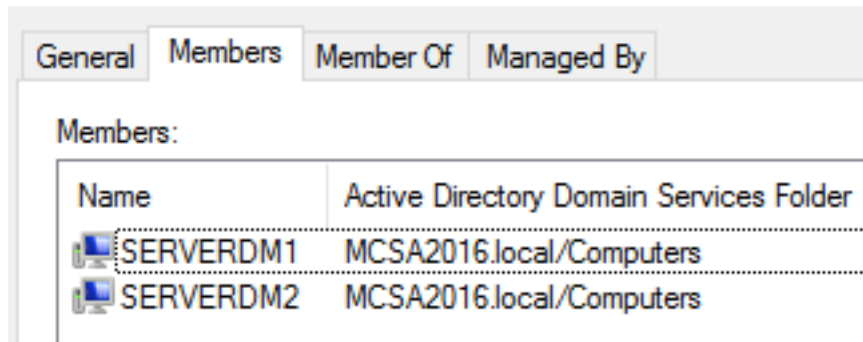 General Members Member Of Managed By
Members:
Name Active Directory Domain Services Folder
SERVERDM1 MCSA2016.local/Computers
SERVERDM2 MCSA2016.local/Computers